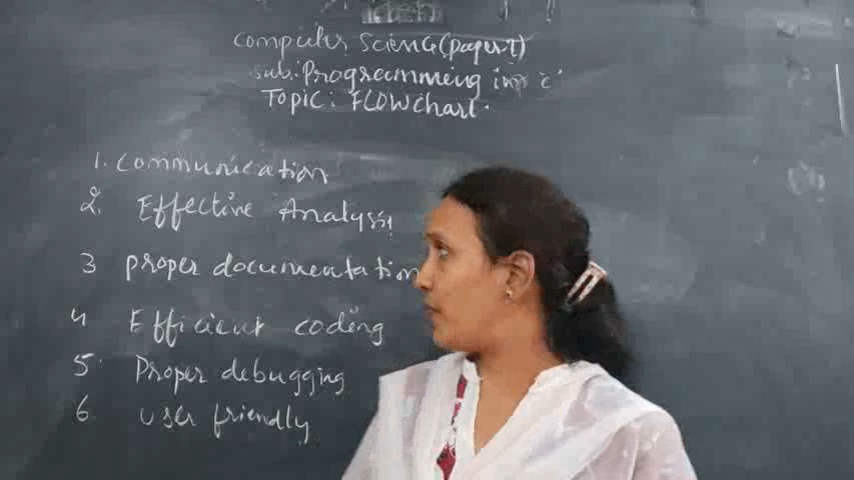 Computer Science (paper-I)
sub: Programming in 'c'
Topic: FLOWchart.
1. communication
2. Effective Analysis
3 proper documentation
4 Efficient coding
5. Proper debugging
6. user friendly